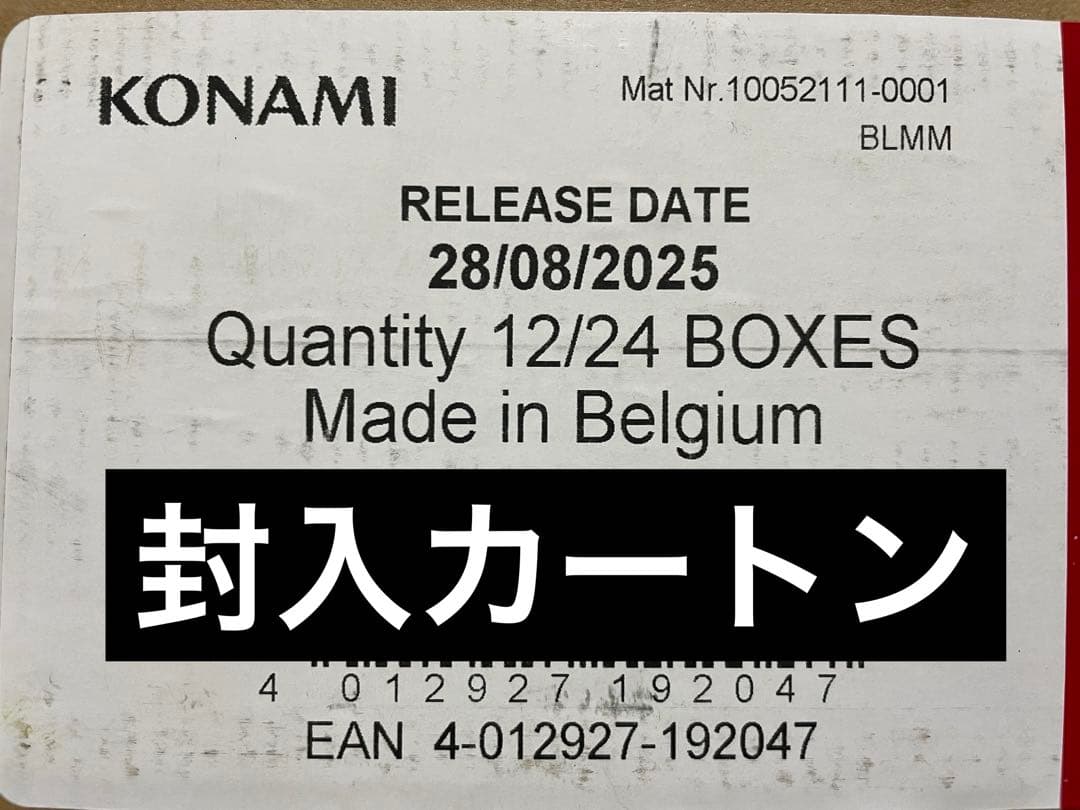 KONAMI
Mat Nr.10052111-0001
BLMM
RELEASE DATE
28/08/2025
Quantity 12/24 BOXES
Made in Belgium
封入カートン
4 012927 192047
EAN 4-012927-192047